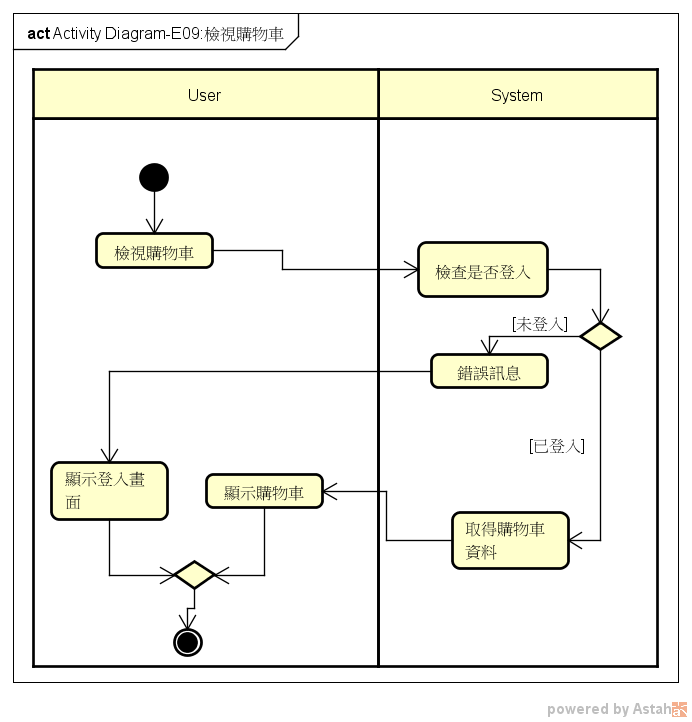 act Activity Diagram-E09:檢視購物車
User
System
檢視購物車
檢查是否登入
[未登入]
錯誤訊息
[已登入]
顯示登入畫
面
顯示購物車
取得購物車
資料
powered by Astah